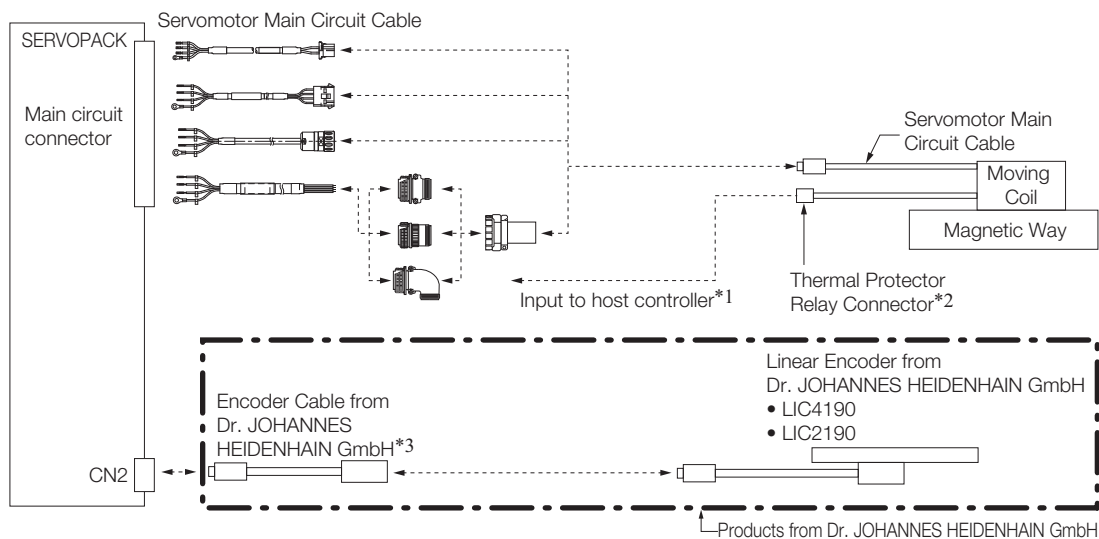 Servomotor Main Circuit Cable
SERVOPACK
Main circuit
connector
Servomotor Main
Circuit Cable
Moving
Coil
Magnetic Way
Thermal Protector
Relay Connector*2
Input to host controller*1
Linear Encoder from
Dr. JOHANNES HEIDENHAIN GmbH
• LIC4190
• LIC2190
Encoder Cable from
Dr. JOHANNES
HEIDENHAIN GmbH*3
CN2
Products from Dr. JOHANNES HEIDENHAIN GmbH